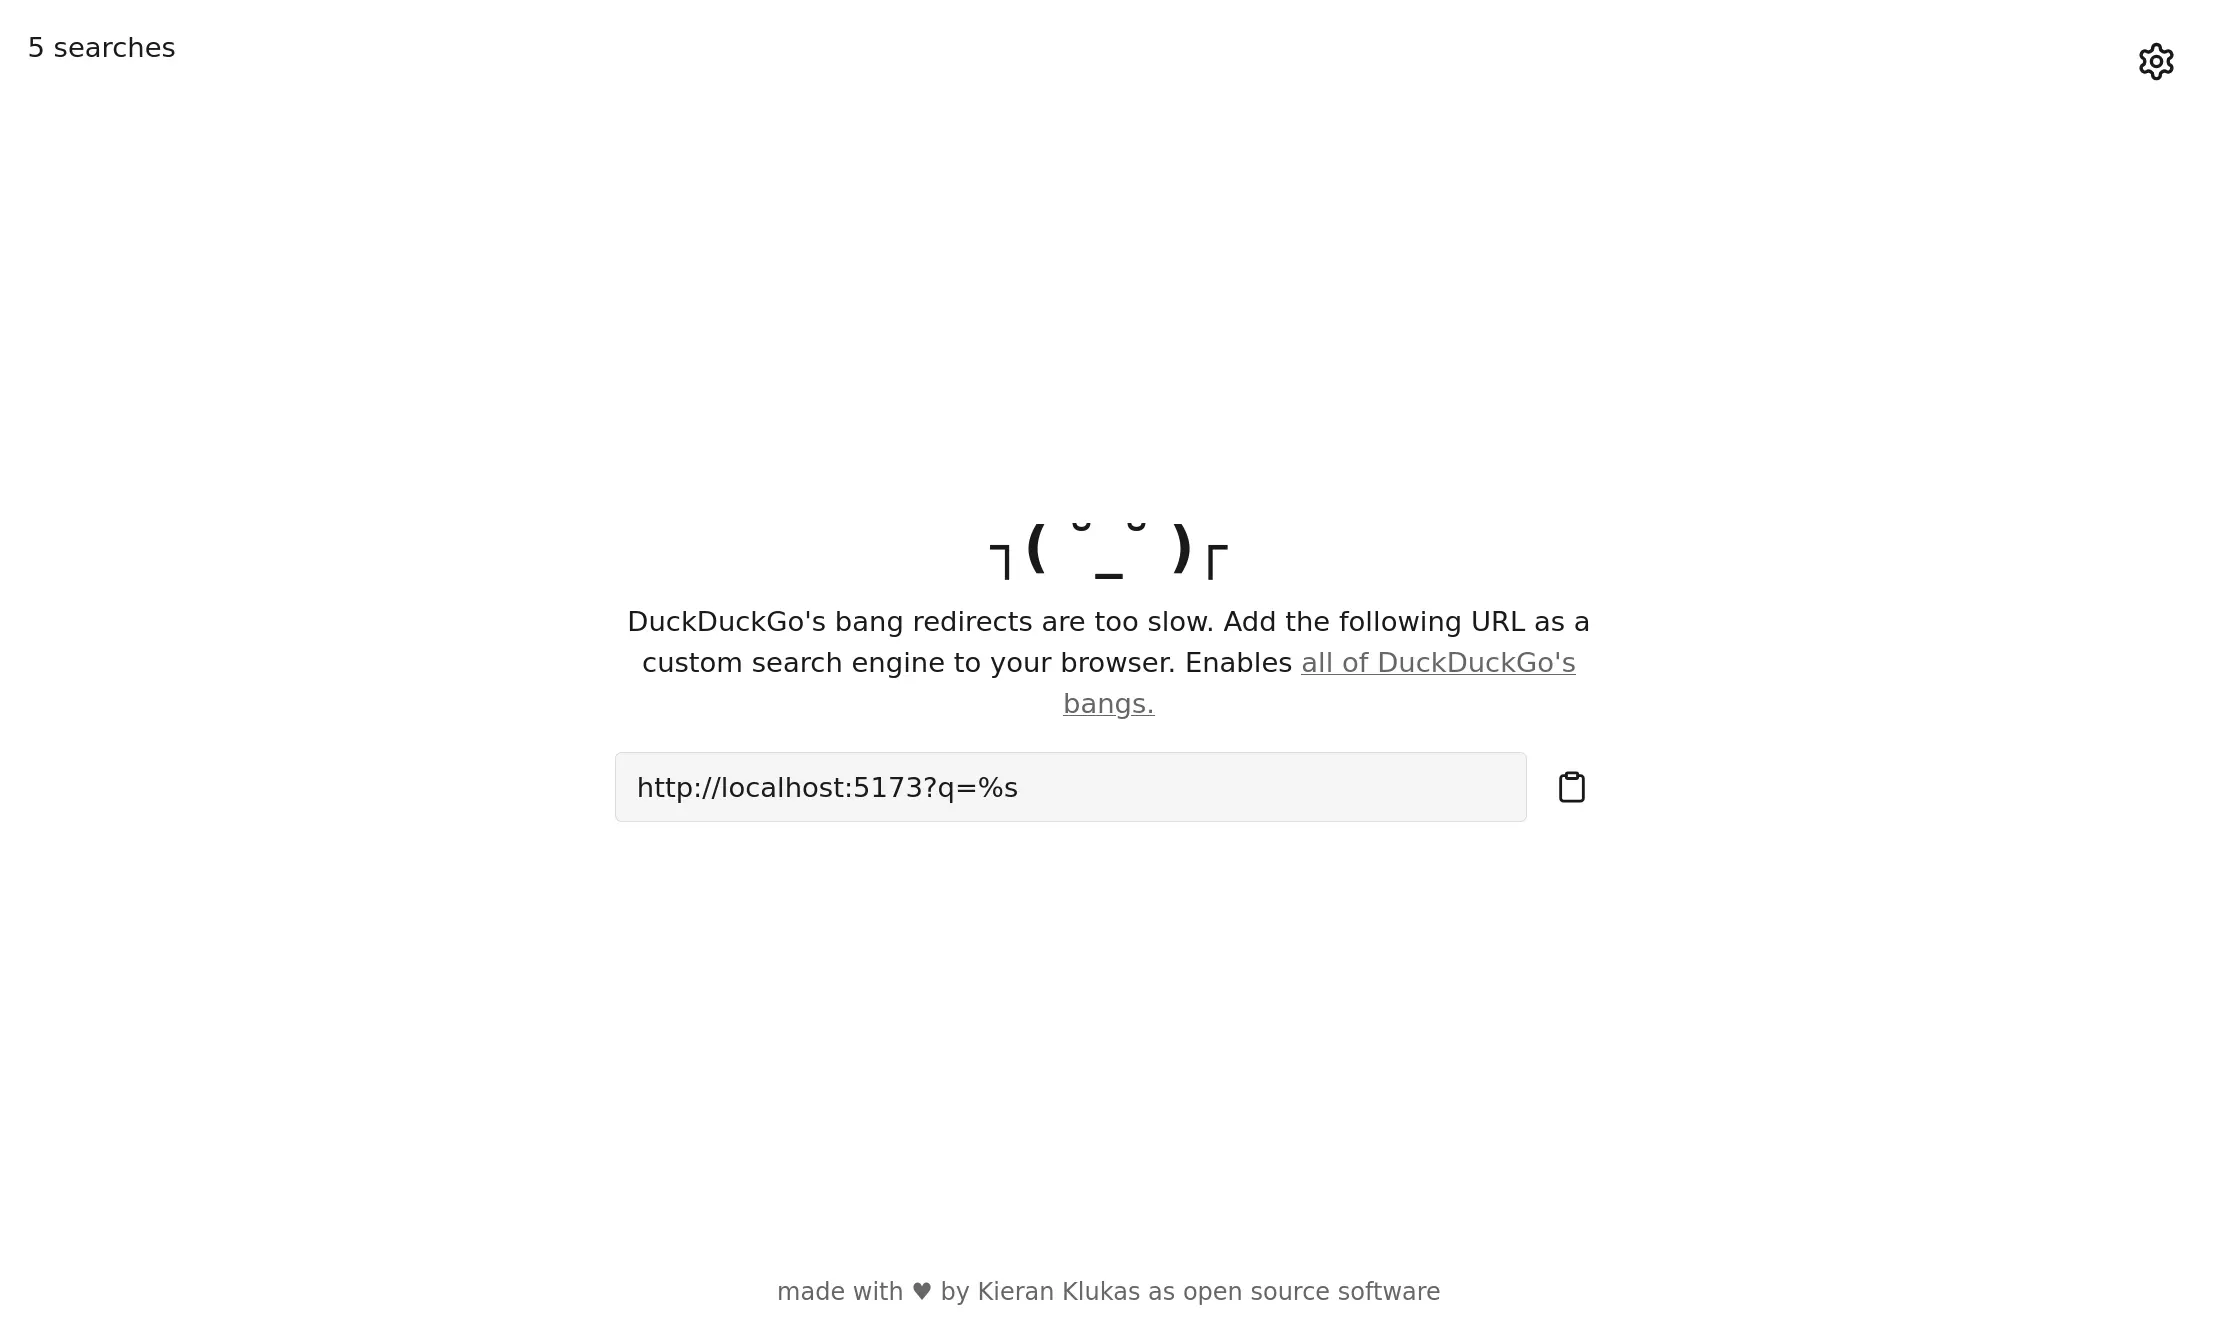 5 searches
┐( ˘_˘ )┌
DuckDuckGo's bang redirects are too slow. Add the following URL as a
custom search engine to your browser. Enables all of DuckDuckGo's
bangs.
http://localhost:5173?q=%s
made with ♥ by Kieran Klukas as open source software